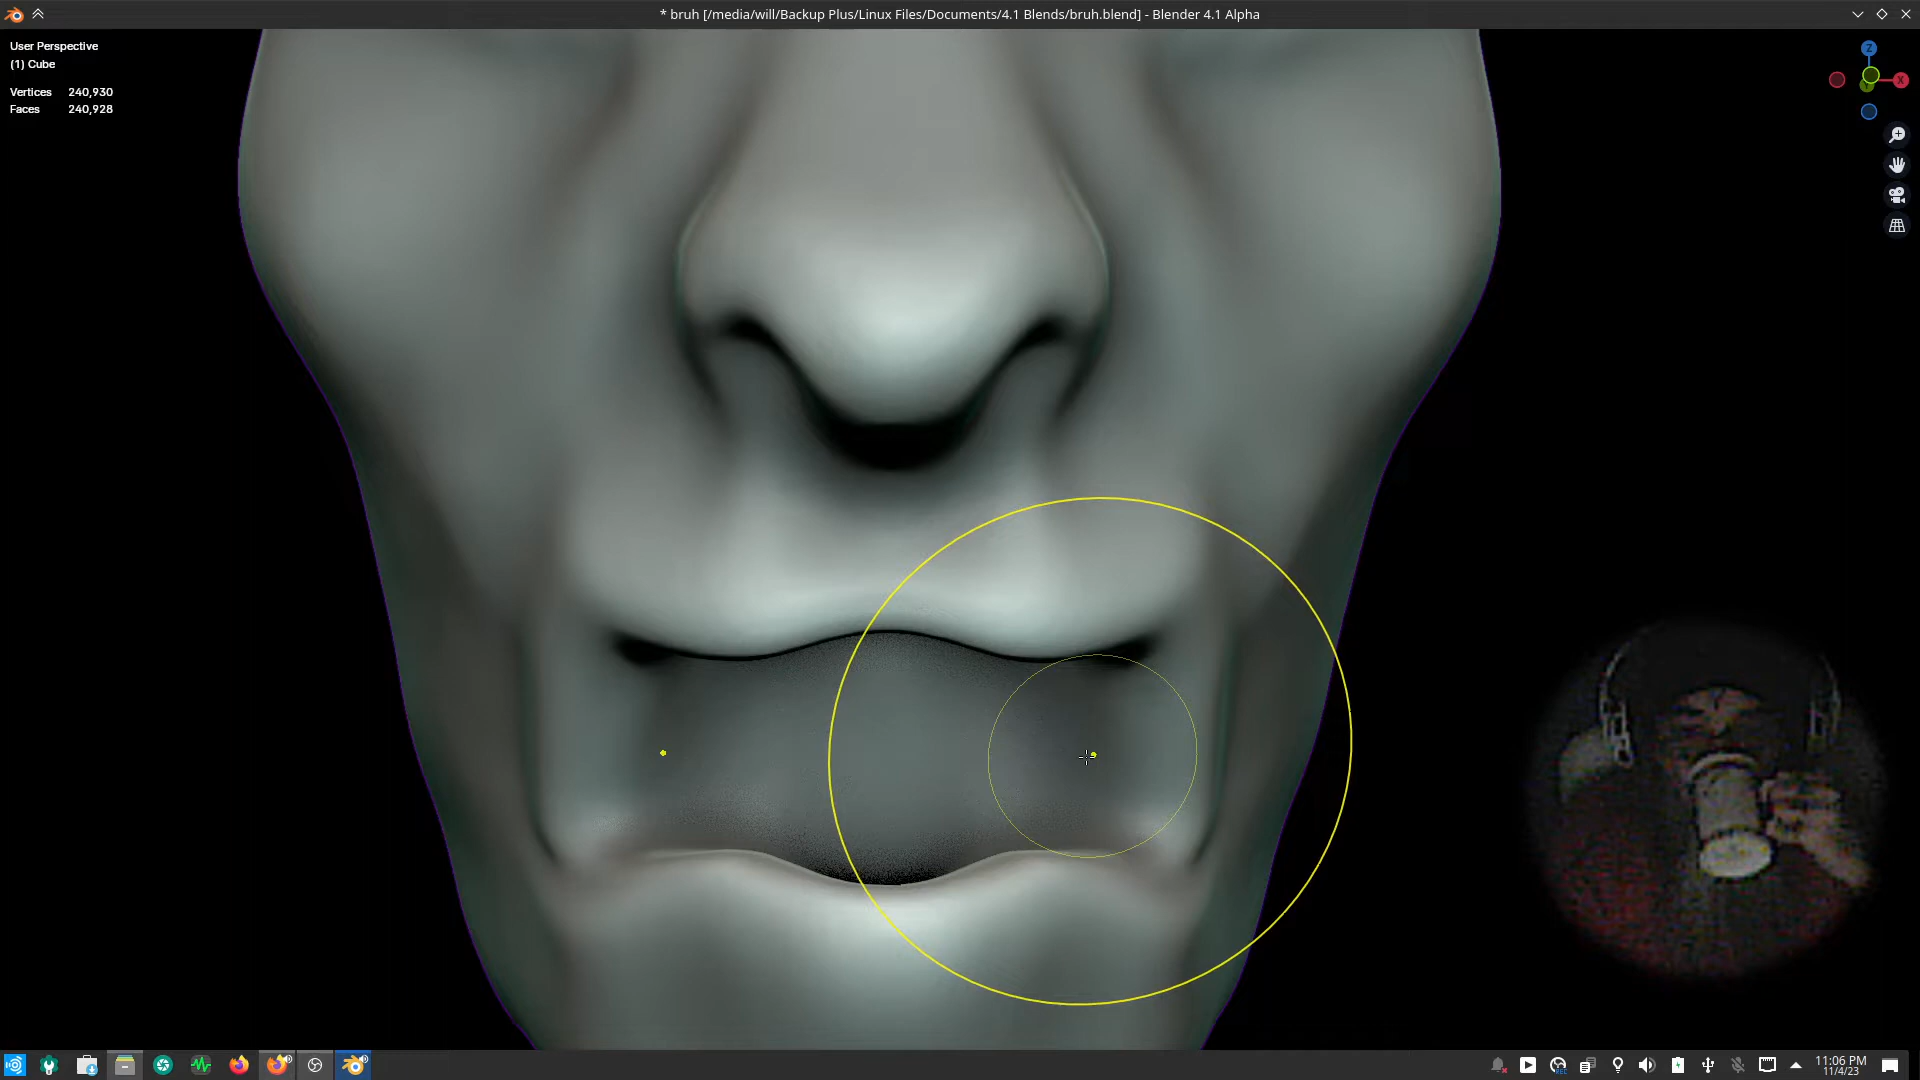 * bruh [/media/will/Backup Plus/Linux Files/Documents/4.1 Blends/bruh.blend] - Blender 4.1 Alpha
User Perspective
(1) Cube
Vertices 240,930
Faces 240,928
Z
X
Y
REC
11:06 PM
11/4/23